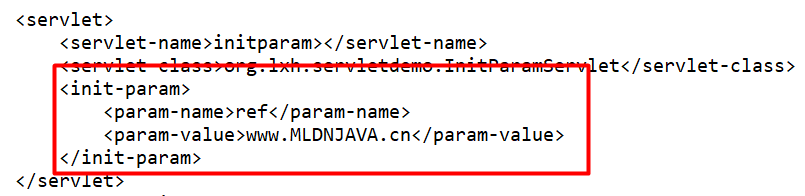 <servlet>
<servlet-name>initparam></servlet-name>
<servlet-class>org.lxh.servletdemo.InitParamServlet</servlet-class>
<init-param>
<param-name>ref</param-name>
<param-value>www.MLDNJAVA.cn</param-value>
</init-param>
</servlet>